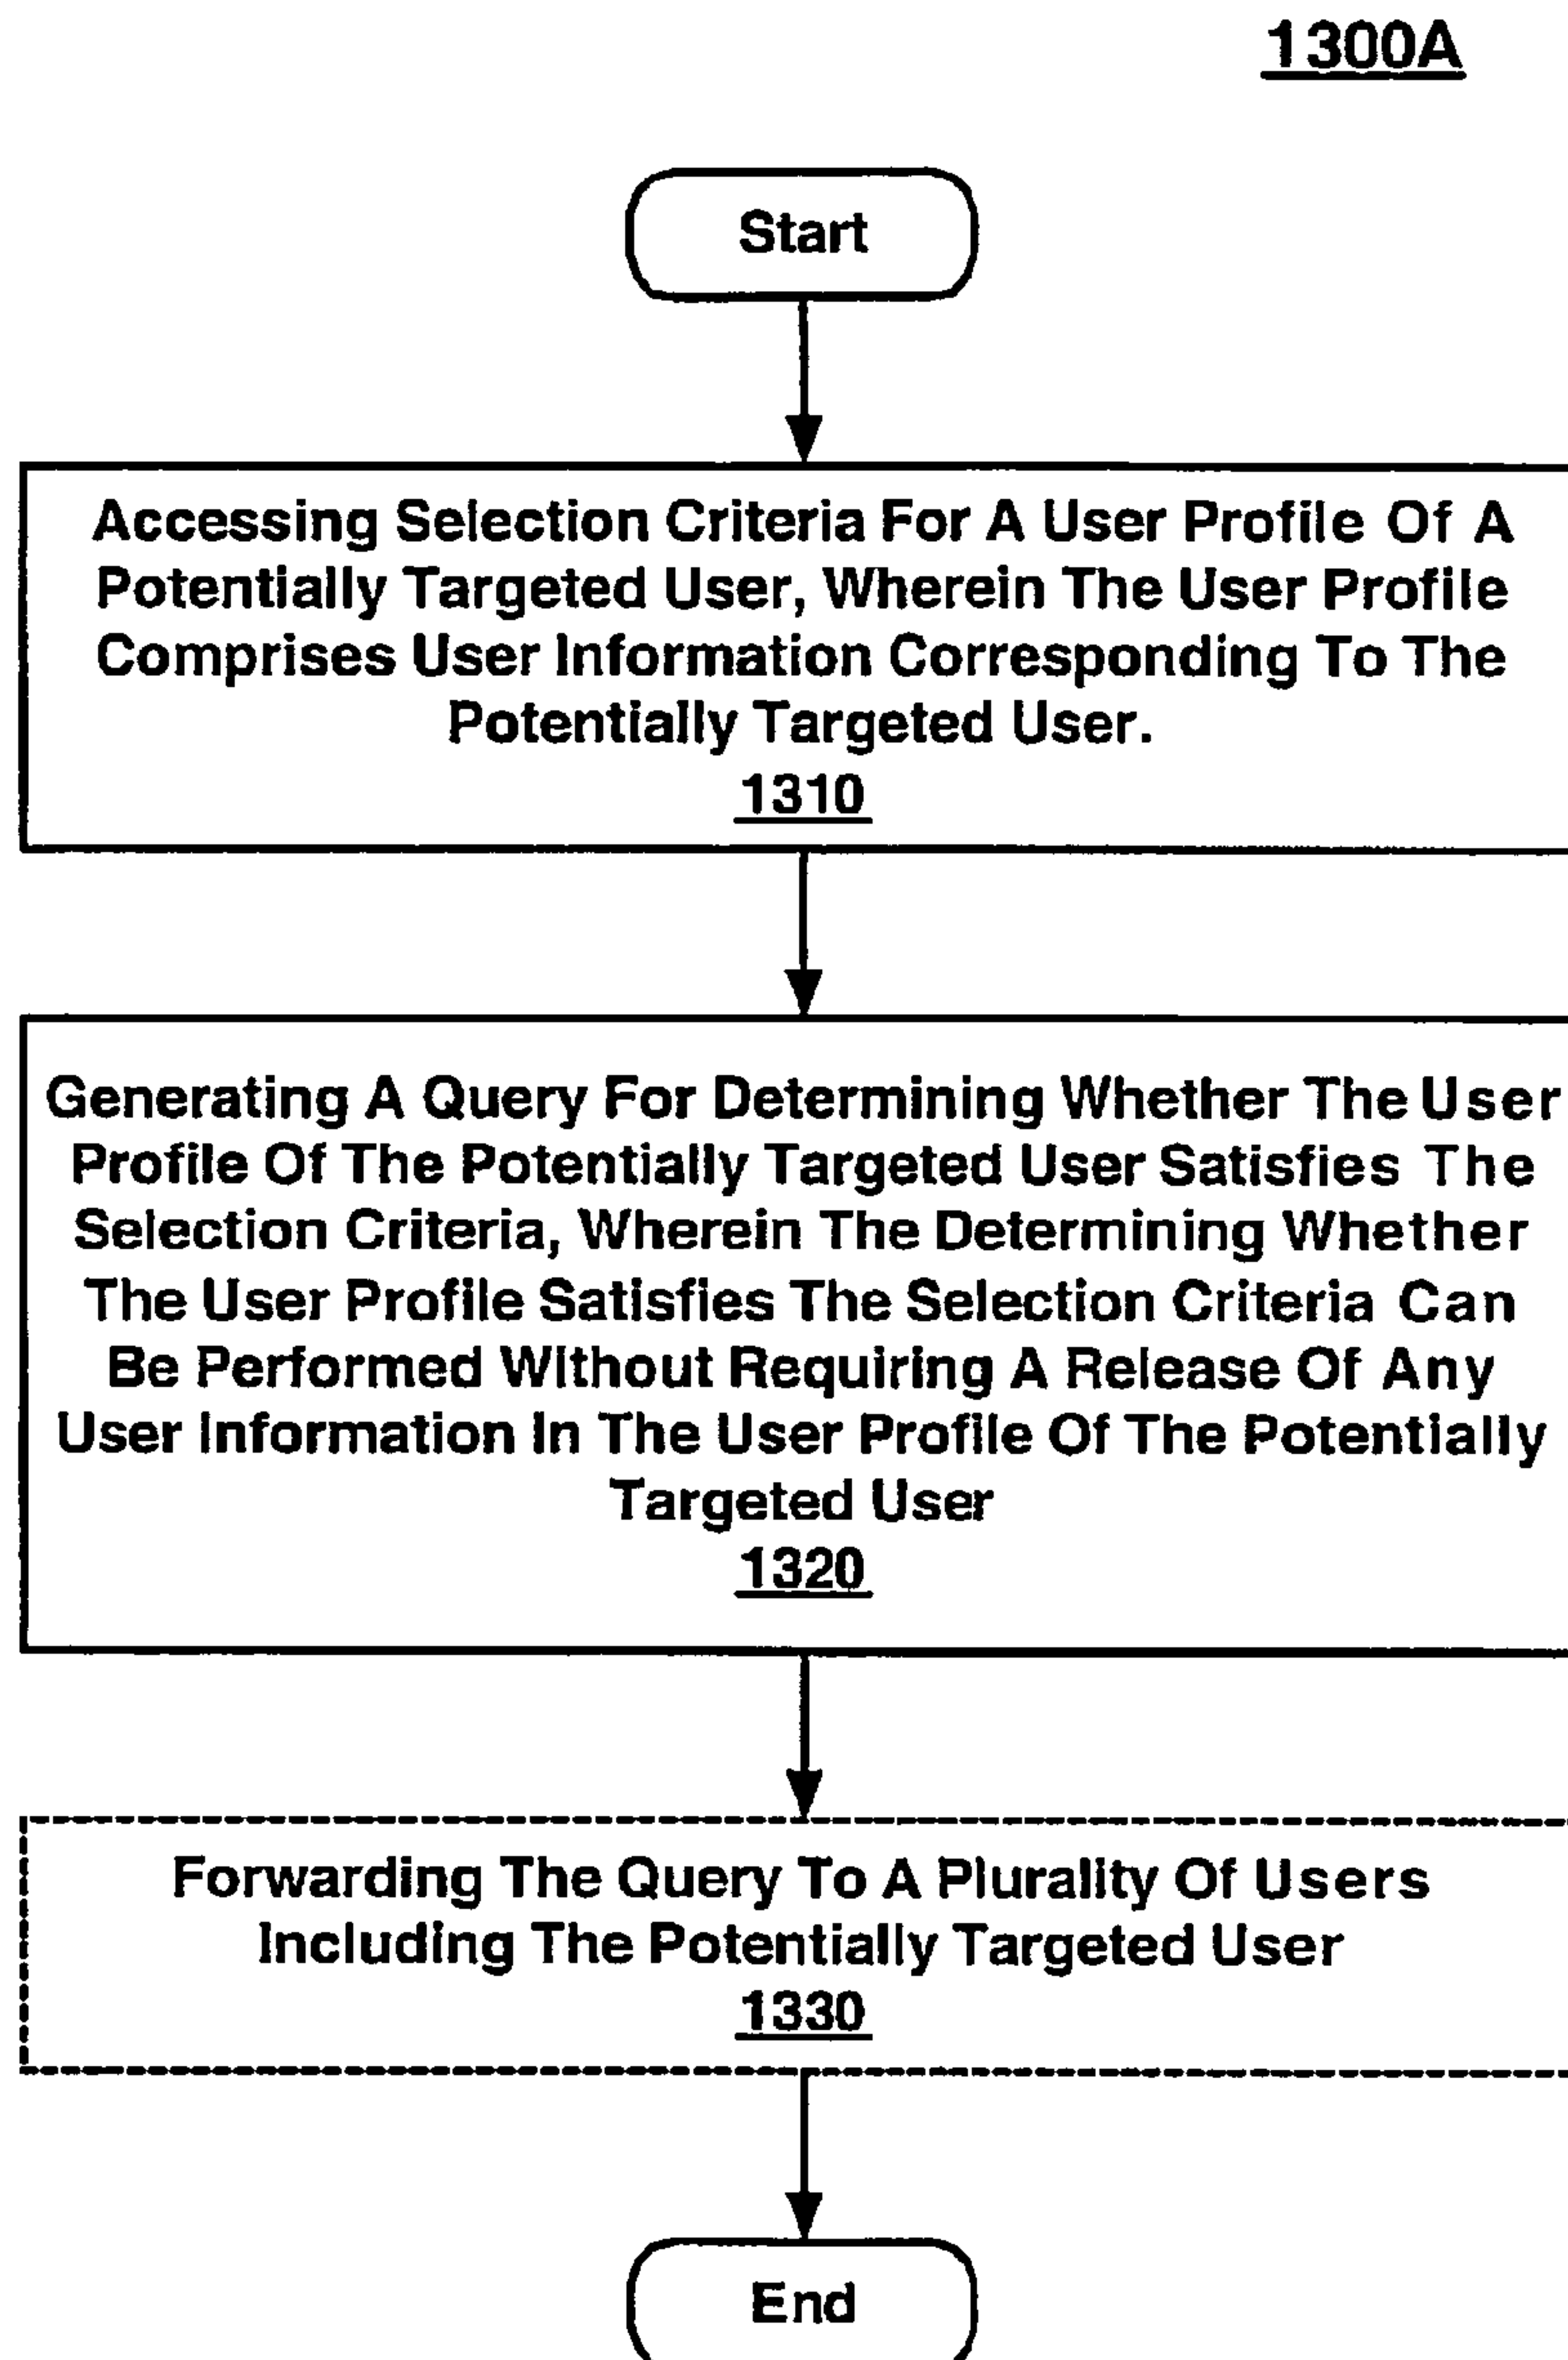 1300A
Start
Accessing Selection Criteria For A User Profile Of A
Potentially Targeted User, Wherein The User Profile
Comprises User Information Corresponding To The
Potentially Targeted User.
1310
Generating A Query For Determining Whether The User
Profile Of The Potentially Targeted User Satisfies The
Selection Criteria, Wherein The Determining Whether
The User Profile Satisfies The Selection Criteria Can
Be Performed Without Requiring A Release Of Any
User Information In The User Profile Of The Potentially
Targeted User
1320
Forwarding The Query To A Plurality Of Users
Including The Potentially Targeted User
1330
End